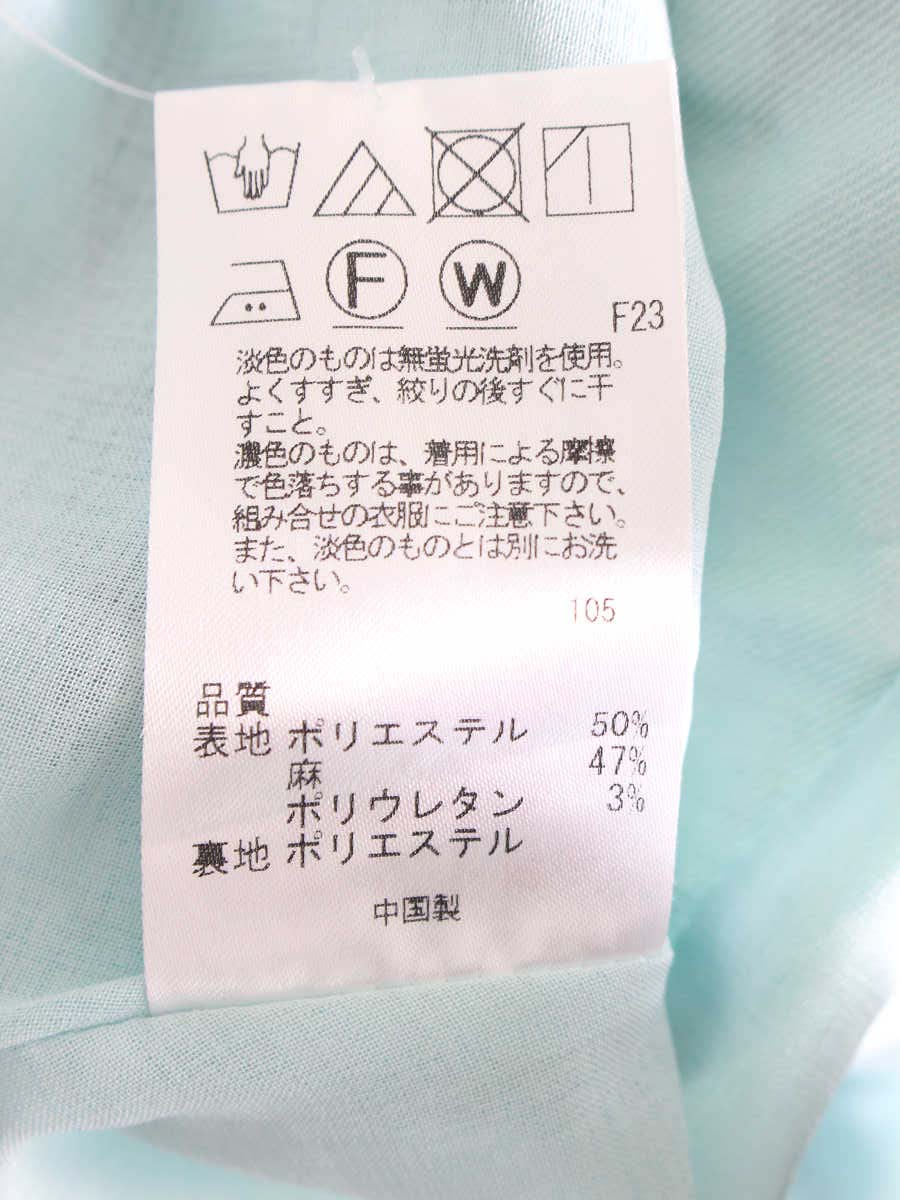 F W
F23
淡色のものは無蛍光洗剤を使用。
よくすすぎ、絞りの後すぐに干
すこと。
濃色のものは、着用による摩擦
で色落ちする事がありますので、
組み合せの衣服にご注意下さい。
また、淡色のものとは別にお洗
い下さい。
105
品質
表地 ポリエステル 50%
麻 47%
ポリウレタン 3%
裏地 ポリエステル
中国製